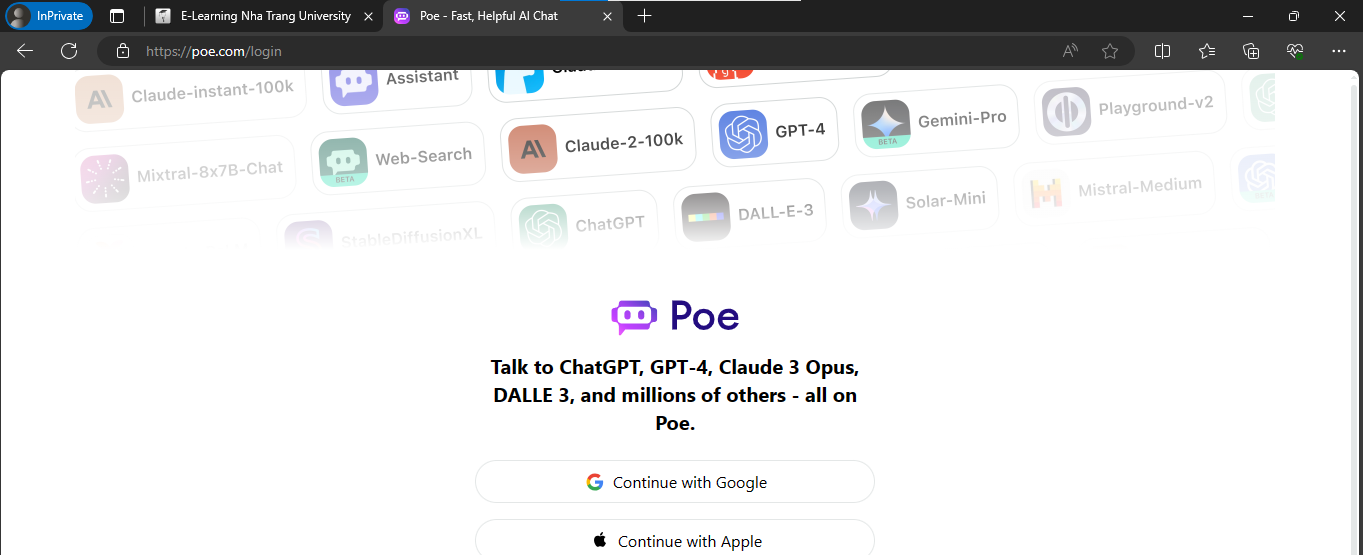 InPrivate
E-Learning Nha Trang University
Poe - Fast, Helpful AI Chat
https://poe.com/login
Claude-instant-100k
Assistant
Claude-2-100k
GPT-4
Gemini-Pro
BETA
Playground-v2
Mixtral-8x7B-Chat
Web-Search
BETA
ChatGPT
DALL-E-3
Solar-Mini
Mistral-Medium
StableDiffusionXL
Poe
Talk to ChatGPT, GPT-4, Claude 3 Opus,
DALLE 3, and millions of others - all on
Poe.
Continue with Google
Continue with Apple